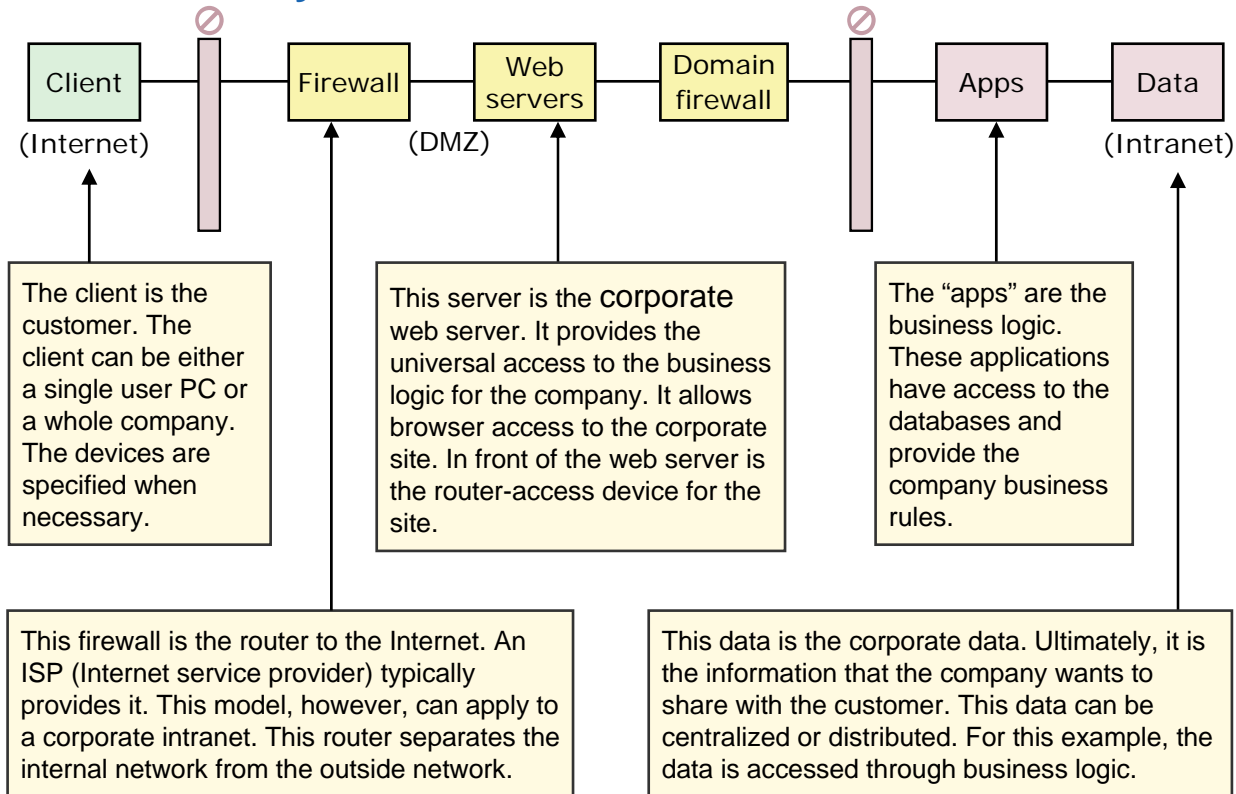 Client
Firewall
Web
servers
Domain
firewall
Apps
Data
(Internet)
(DMZ)
(Intranet)
The client is the
customer. The
client can be either
a single user PC or
a whole company.
The devices are
specified when
necessary.
This server is the corporate
web server. It provides the
universal access to the business
logic for the company. It allows
browser access to the corporate
site. In front of the web server is
the router-access device for the
site.
The “apps” are the
business logic.
These applications
have access to the
databases and
provide the
company business
rules.
This firewall is the router to the Internet. An
ISP (Internet service provider) typically
provides it. This model, however, can apply to
a corporate intranet. This router separates the
internal network from the outside network.
This data is the corporate data. Ultimately, it is
the information that the company wants to
share with the customer. This data can be
centralized or distributed. For this example, the
data is accessed through business logic.